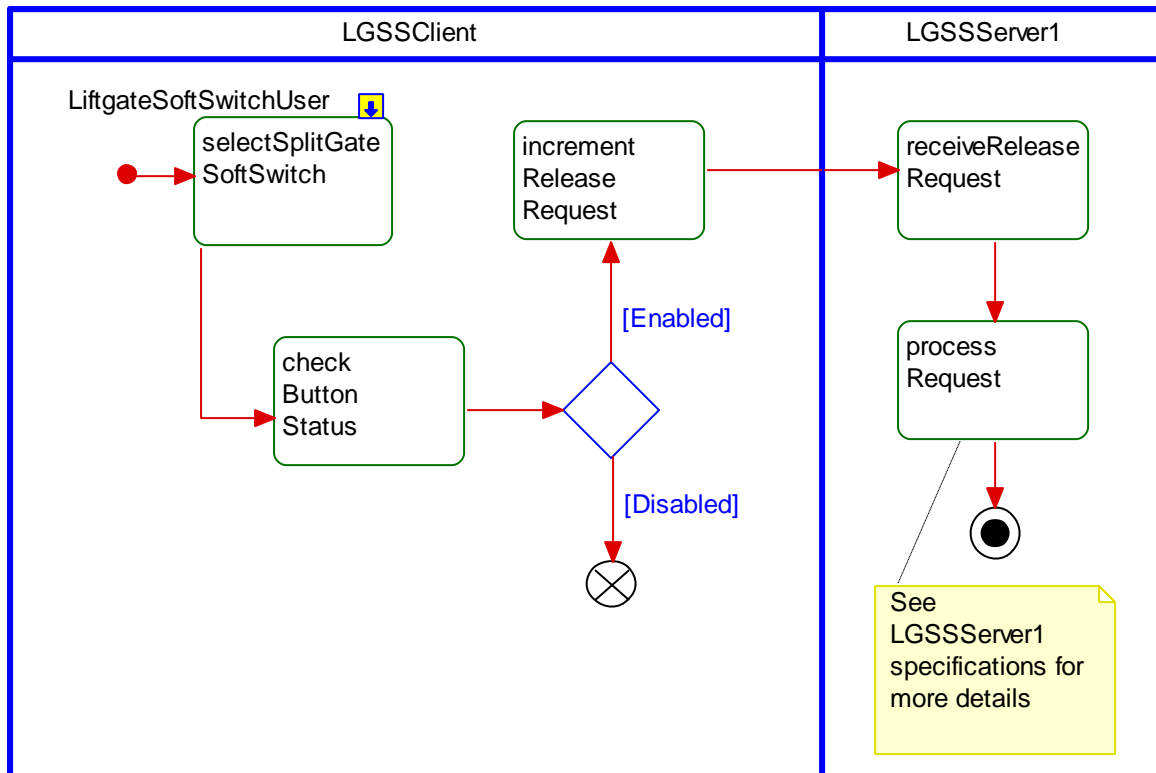 LGSSClient
LGSSServer1
LiftgateSoftSwitchUser
selectSplitGate
SoftSwitch
increment
Release
Request
receiveRelease
Request
[Enabled]
check
Button
Status
process
Request
[Disabled]
See
LGSSServer1
specifications for
more details